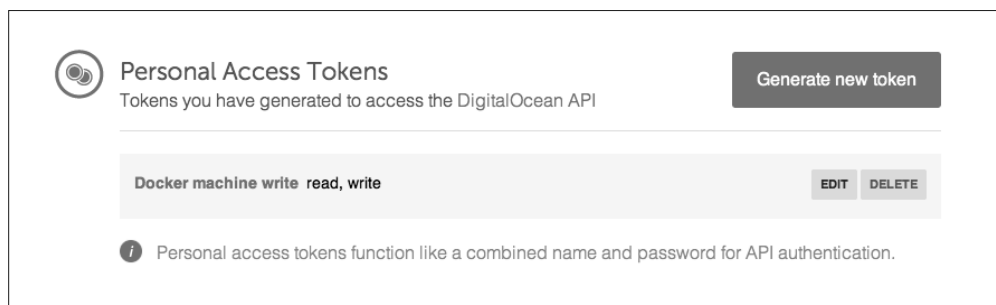 Personal Access Tokens
Generate new token
Tokens you have generated to access the DigitalOcean API
Docker machine write read, write
EDIT DELETE
i Personal access tokens function like a combined name and password for API authentication.